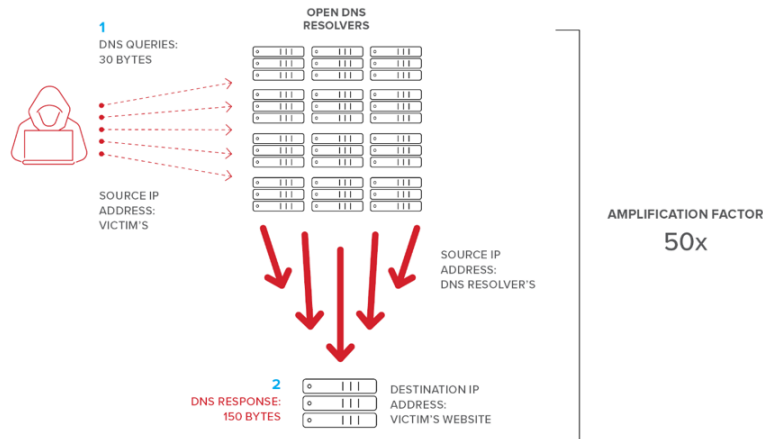 OPEN DNS
RESOLVERS
1
DNS QUERIES:
30 BYTES
SOURCE IP
ADDRESS:
VICTIM'S
SOURCE IP
ADDRESS:
DNS RESOLVER'S
AMPLIFICATION FACTOR
50x
2
DNS RESPONSE:
150 BYTES
DESTINATION IP
ADDRESS:
VICTIM'S WEBSITE